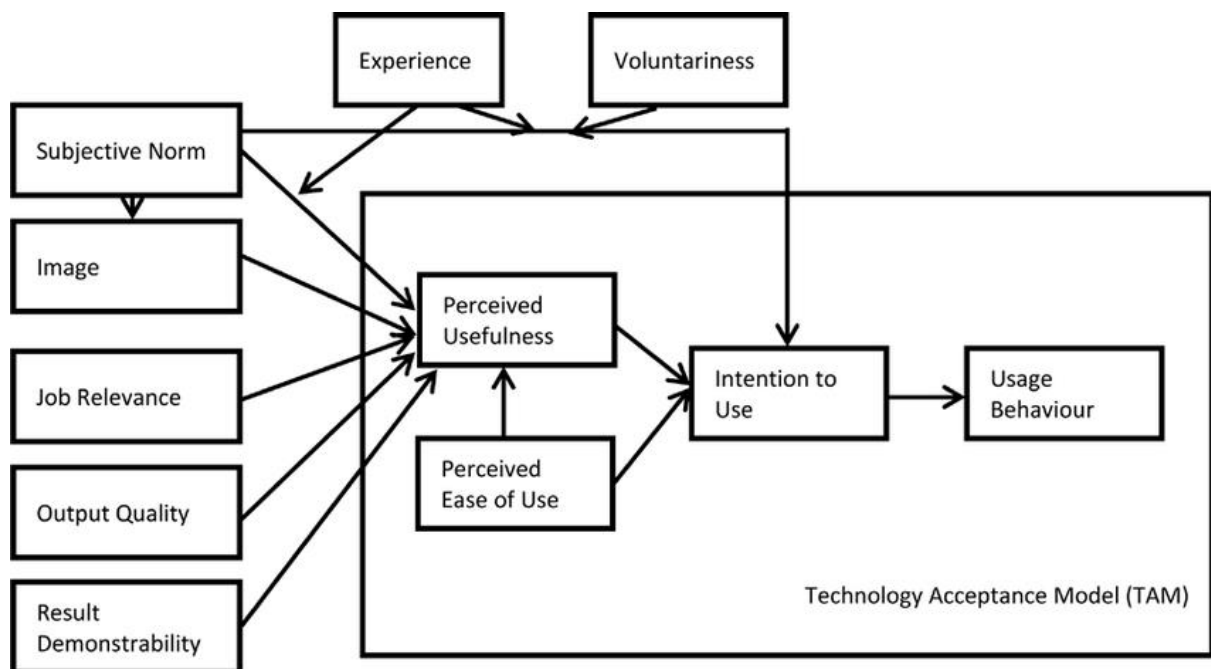 Experience
Voluntariness
Subjective Norm
Image
Perceived
Usefulness
Job Relevance
Intention to
Use
Usage
Behaviour
Perceived
Ease of Use
Output Quality
Technology Acceptance Model (TAM)
Result
Demonstrability